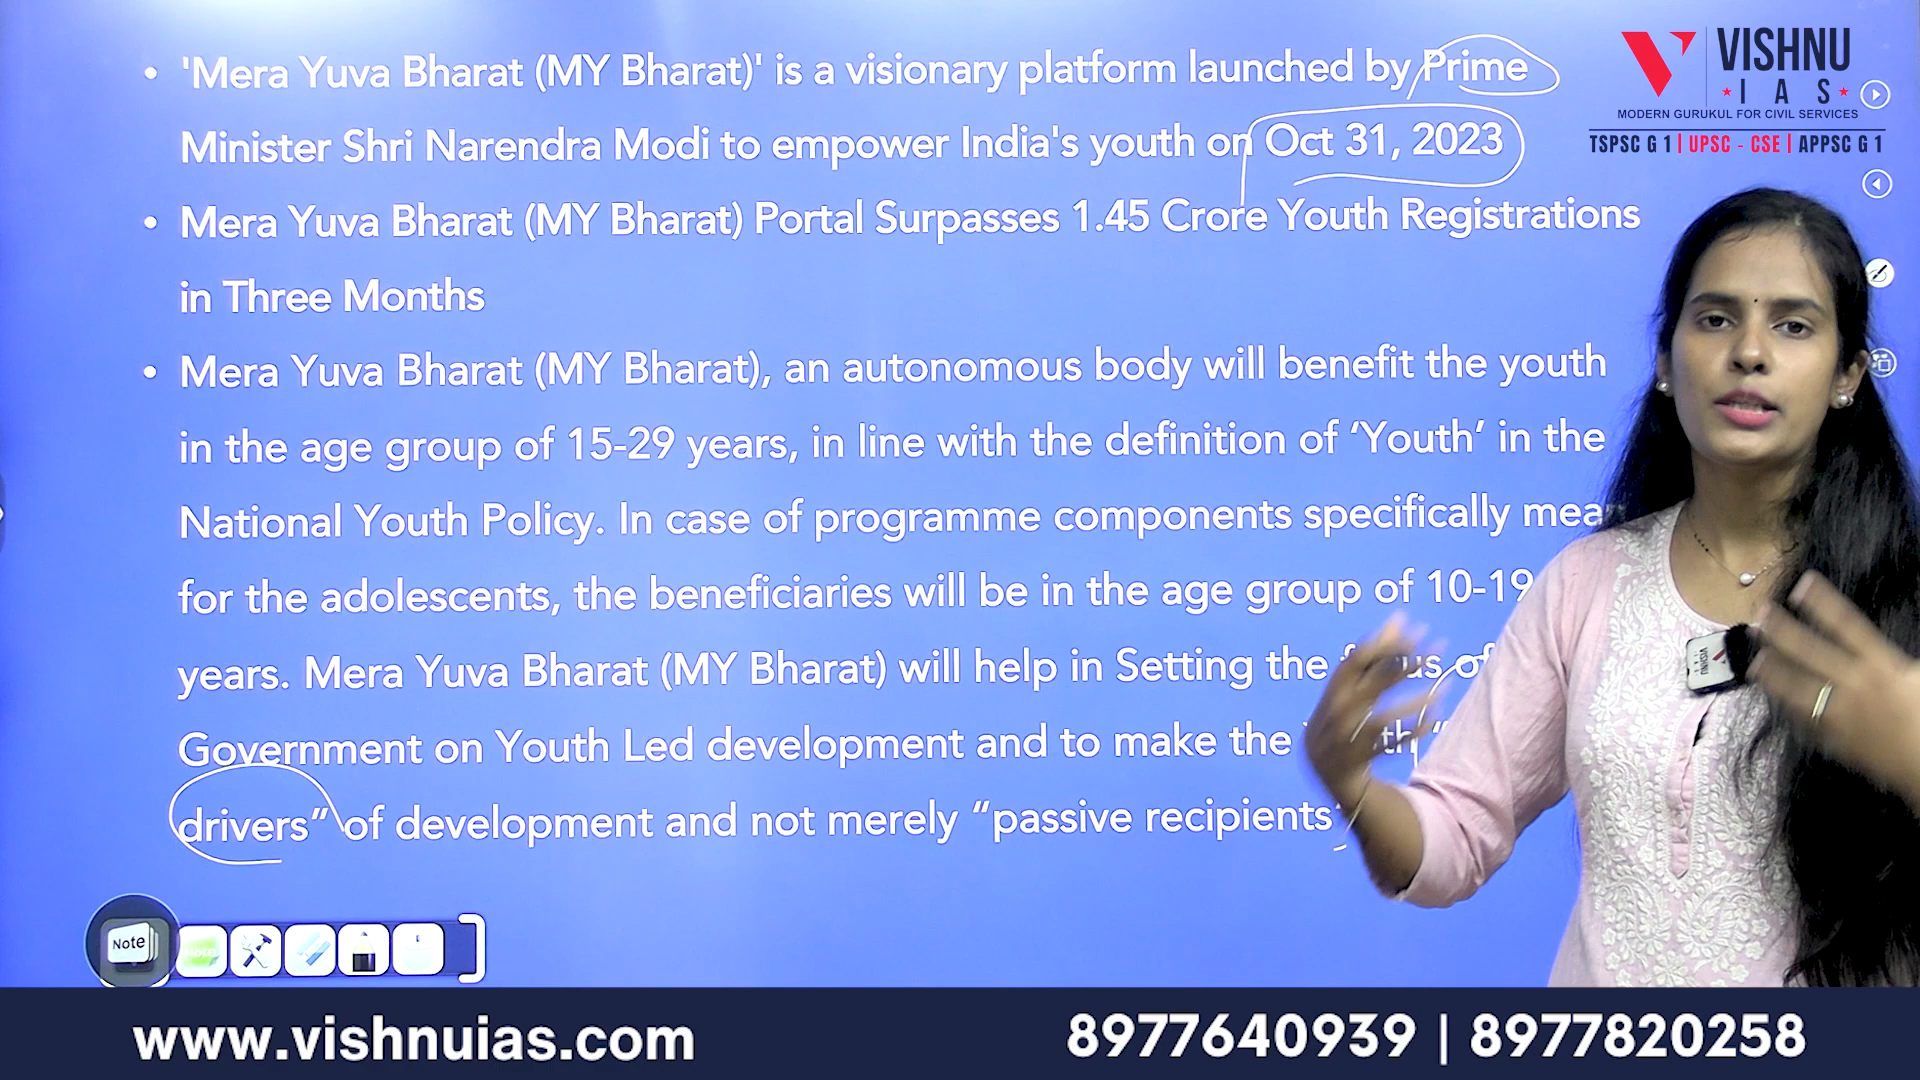 'Mera Yuva Bharat (MY Bharat)' is a visionary platform launched by Prime
Minister Shri Narendra Modi to empower India's youth on Oct 31, 2023
Mera Yuva Bharat (MY Bharat) Portal Surpasses 1.45 Crore Youth Registrations
in Three Months
Mera Yuva Bharat (MY Bharat), an autonomous body will benefit the youth
in the age group of 15-29 years, in line with the definition of ‘Youth’ in the
National Youth Policy. In case of programme components specifically
for the adolescents, the beneficiaries will be in the age group of 10-19
years. Mera Yuva Bharat (MY Bharat) will help in Setting the of
Government on Youth Led development and to make the
drivers” of development and not merely “passive recipients
VISHNU
IAS
MODERN GURUKUL FOR CIVIL SERVICES
TSPSC G 1 | UPSC - CSE | APPSC G 1
VISHNU
IAS
Note
www.vishnuias.com
8977640939 | 8977820258